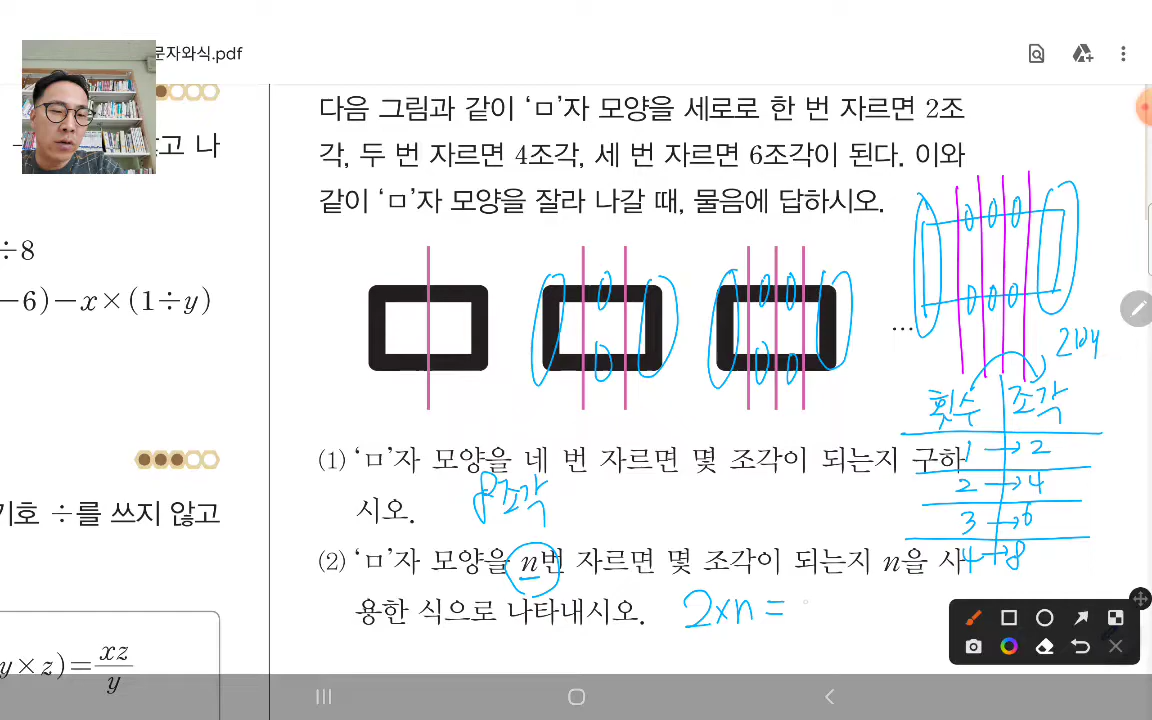 문자와식.pdf
고 나
÷8
−6)−x×(1÷y)
기호 ÷를 쓰지 않고
y×z)=xz/y
다음 그림과 같이 'ㅁ'자 모양을 세로로 한 번 자르면 2조
각, 두 번 자르면 4조각, 세 번 자르면 6조각이 된다. 이와
같이 'ㅁ'자 모양을 잘라 나갈 때, 물음에 답하시오.
…
2배
횟수 조각
1 → 2
2 → 4
3 → 6
4 → 8
(1) 'ㅁ'자 모양을 네 번 자르면 몇 조각이 되는지 구하
시오.
8조각
(2) 'ㅁ'자 모양을 n번 자르면 몇 조각이 되는지 n을 사
용한 식으로 나타내시오.
2×n=